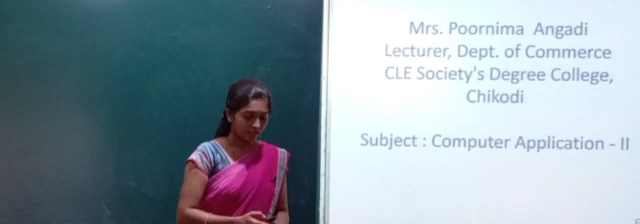 Mrs. Poornima Angadi
Lecturer, Dept. of Commerce
CLE Society's Degree College,
Chikodi
Subject : Computer Application - II